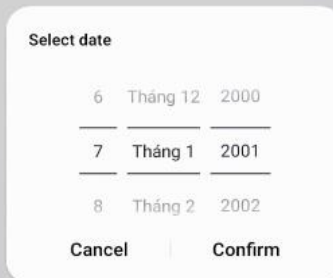 Select date
6 Tháng 12 2000
7 Tháng 1 2001
8 Tháng 2 2002
Cancel Confirm